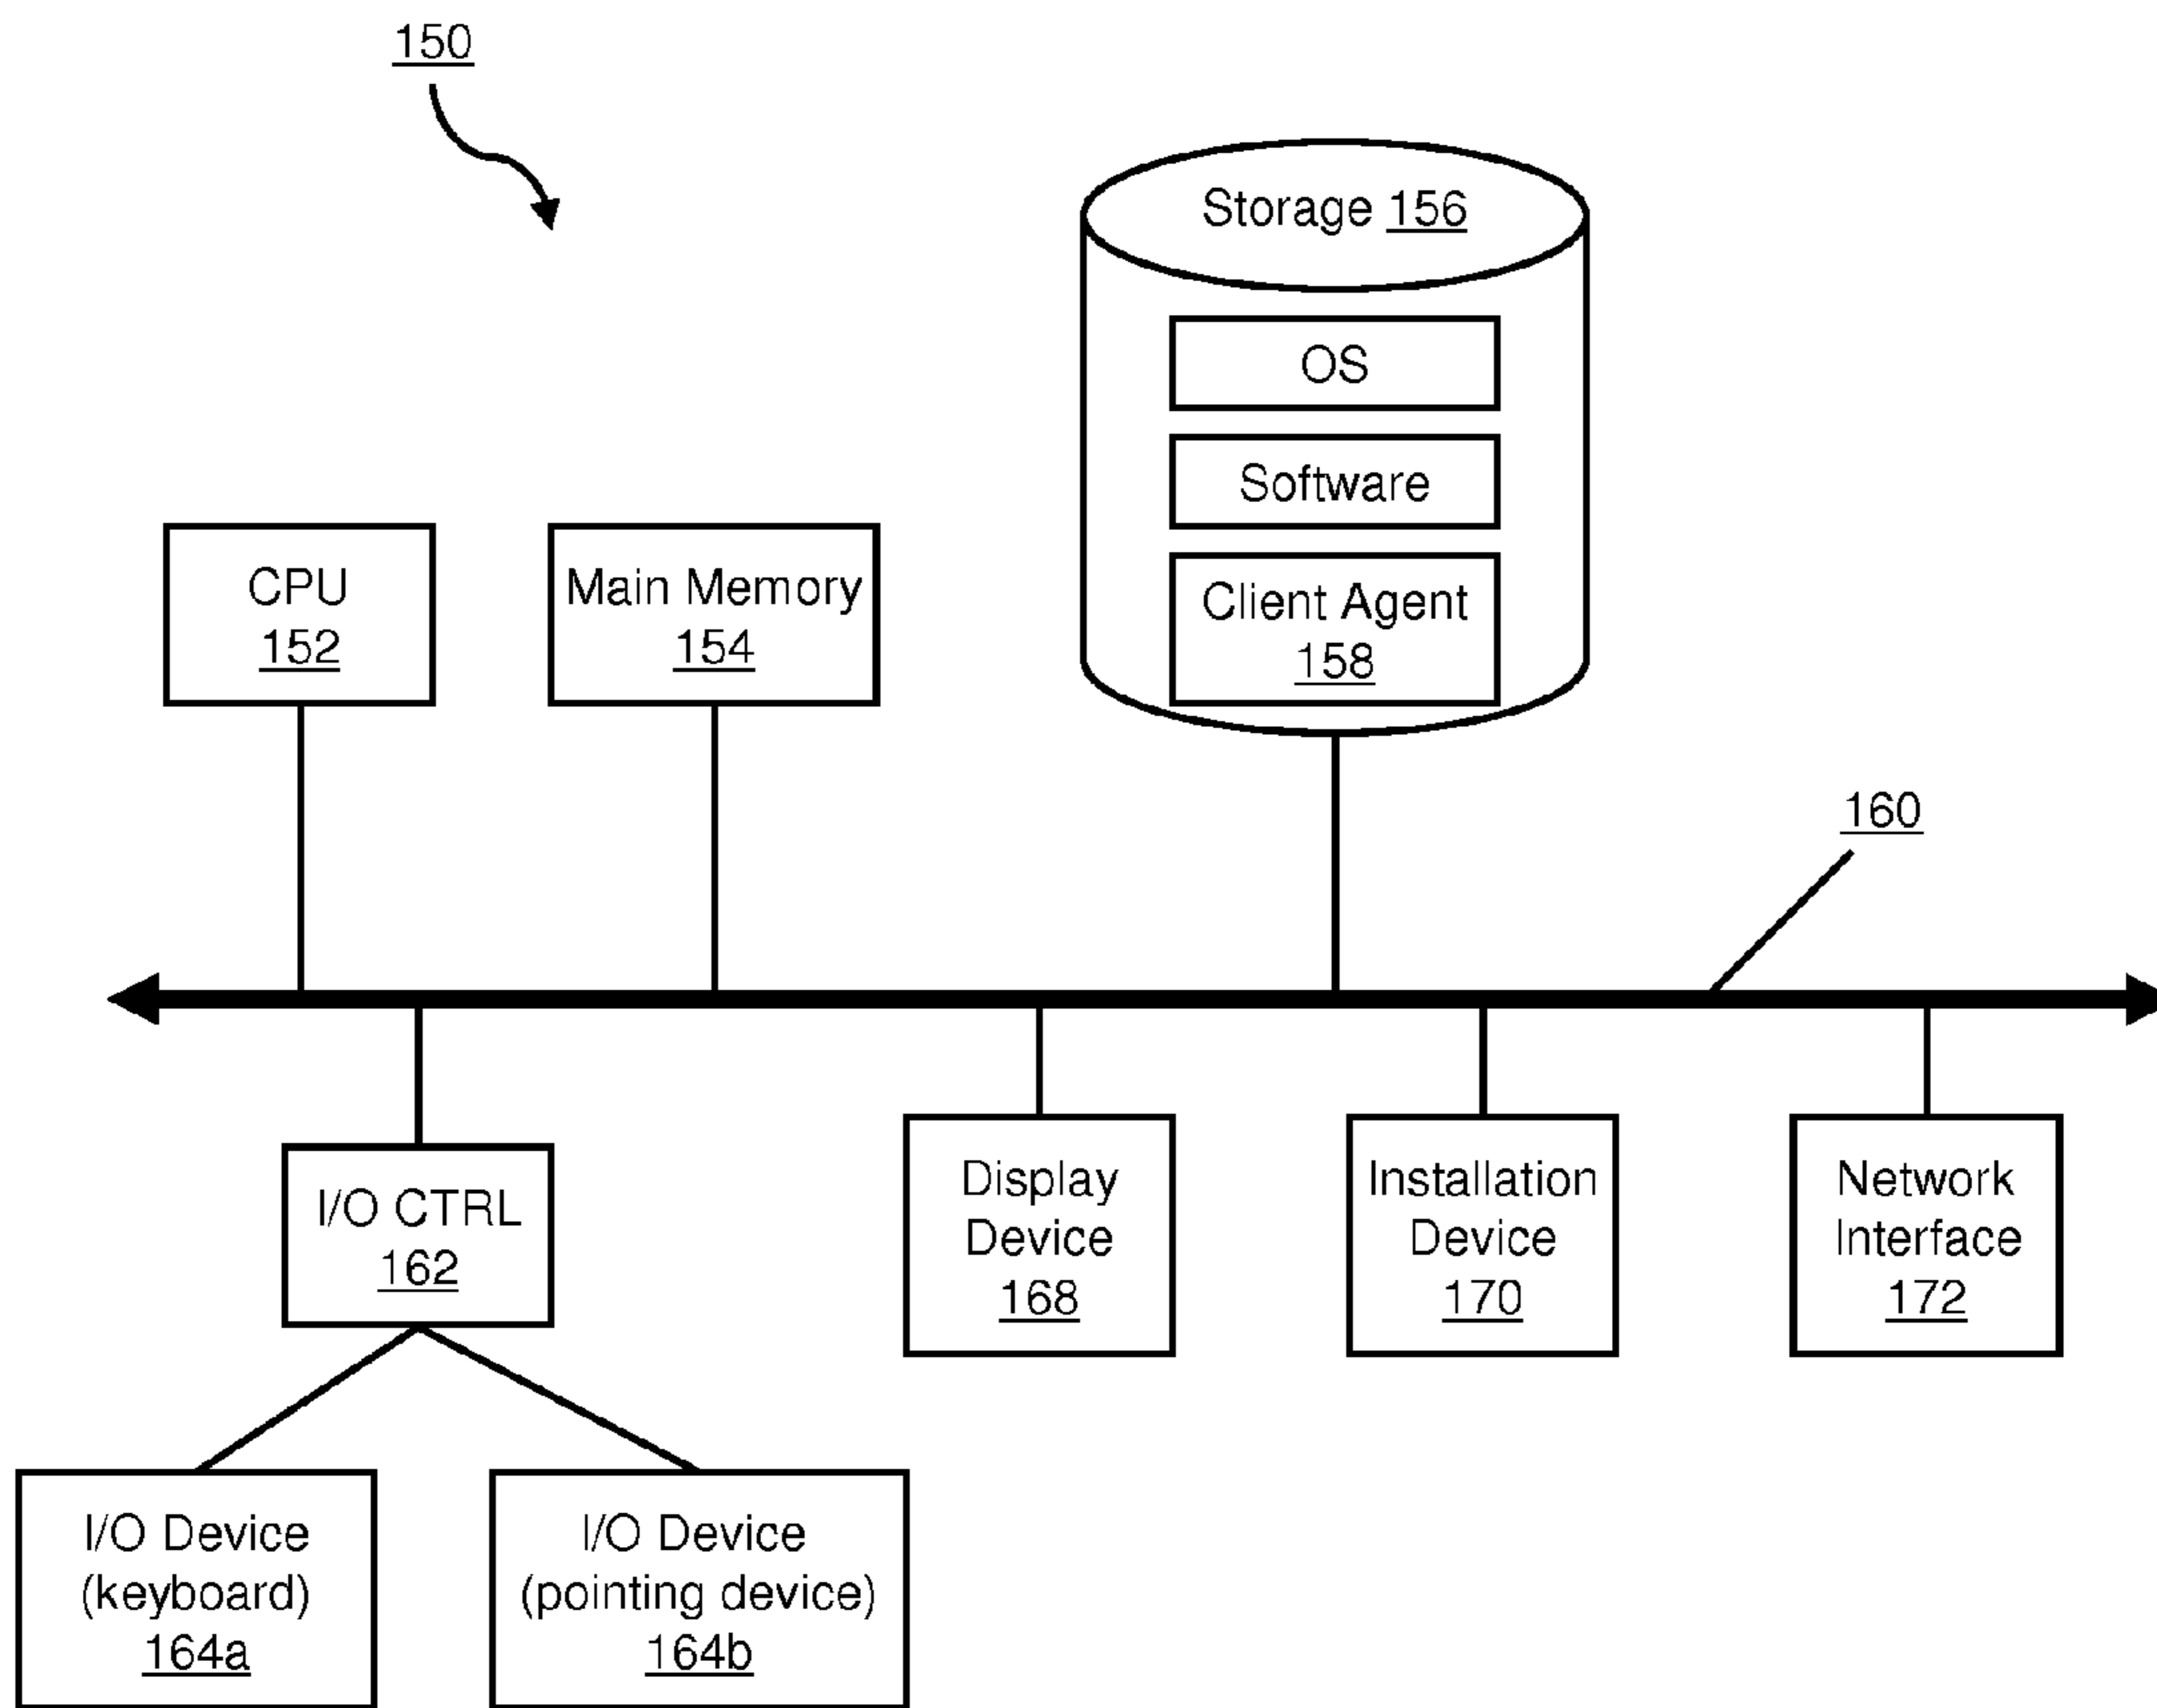 150
Storage 156
OS
Software
Client Agent
158
CPU
152
Main Memory
154
160
I/O CTRL
162
Display
Device
168
Installation
Device
170
Network
Interface
172
I/O Device
(keyboard)
164a
I/O Device
(pointing device)
164b